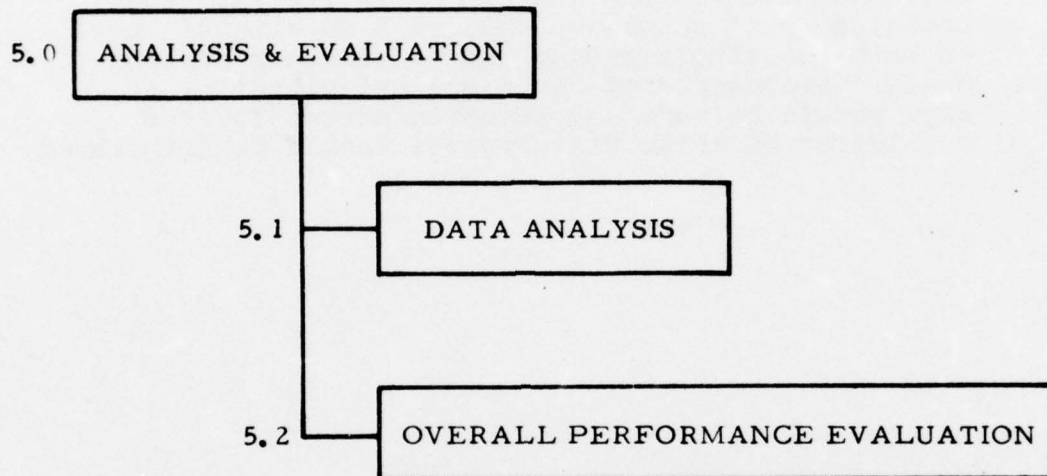 5.0 ANALYSIS & EVALUATION
5.1 DATA ANALYSIS
5.2 OVERALL PERFORMANCE EVALUATION